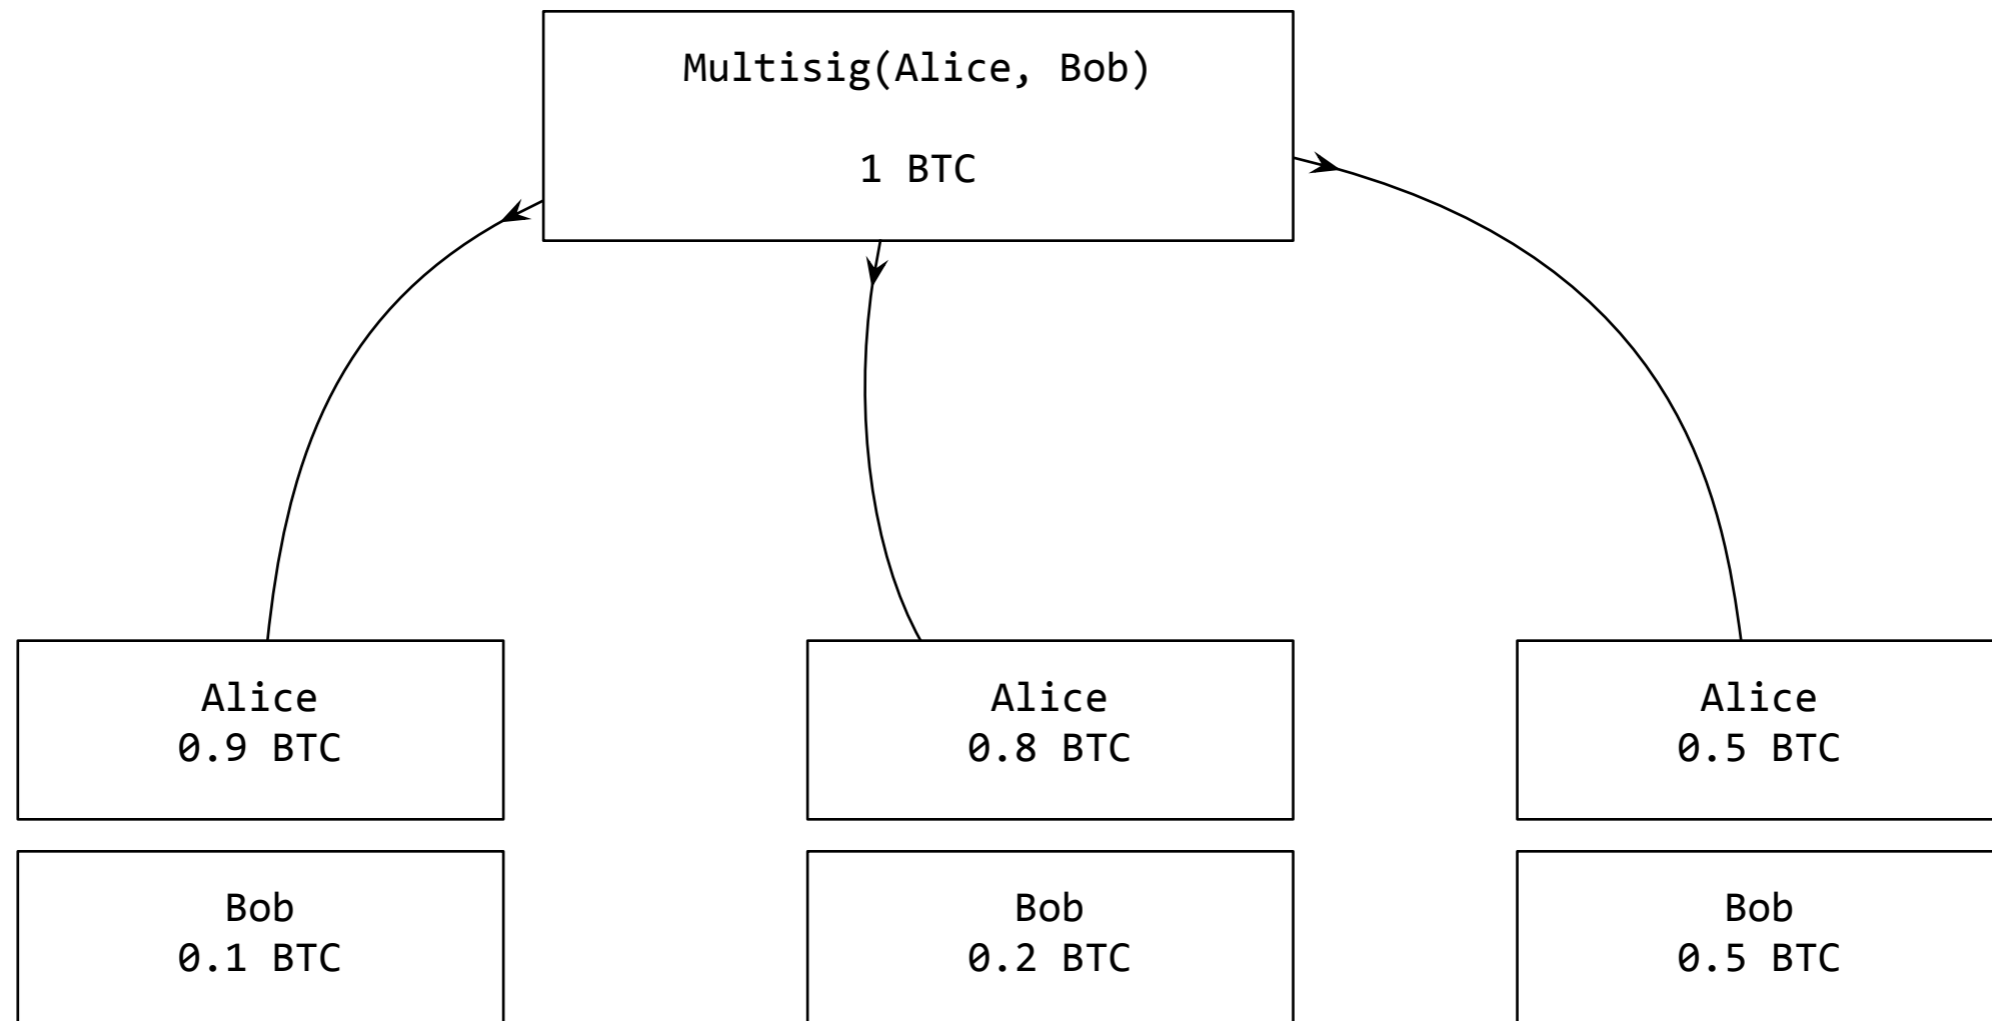 Multisig(Alice, Bob)
1 BTC
Alice
0.9 BTC
Alice
0.8 BTC
Alice
0.5 BTC
Bob
0.1 BTC
Bob
0.2 BTC
Bob
0.5 BTC